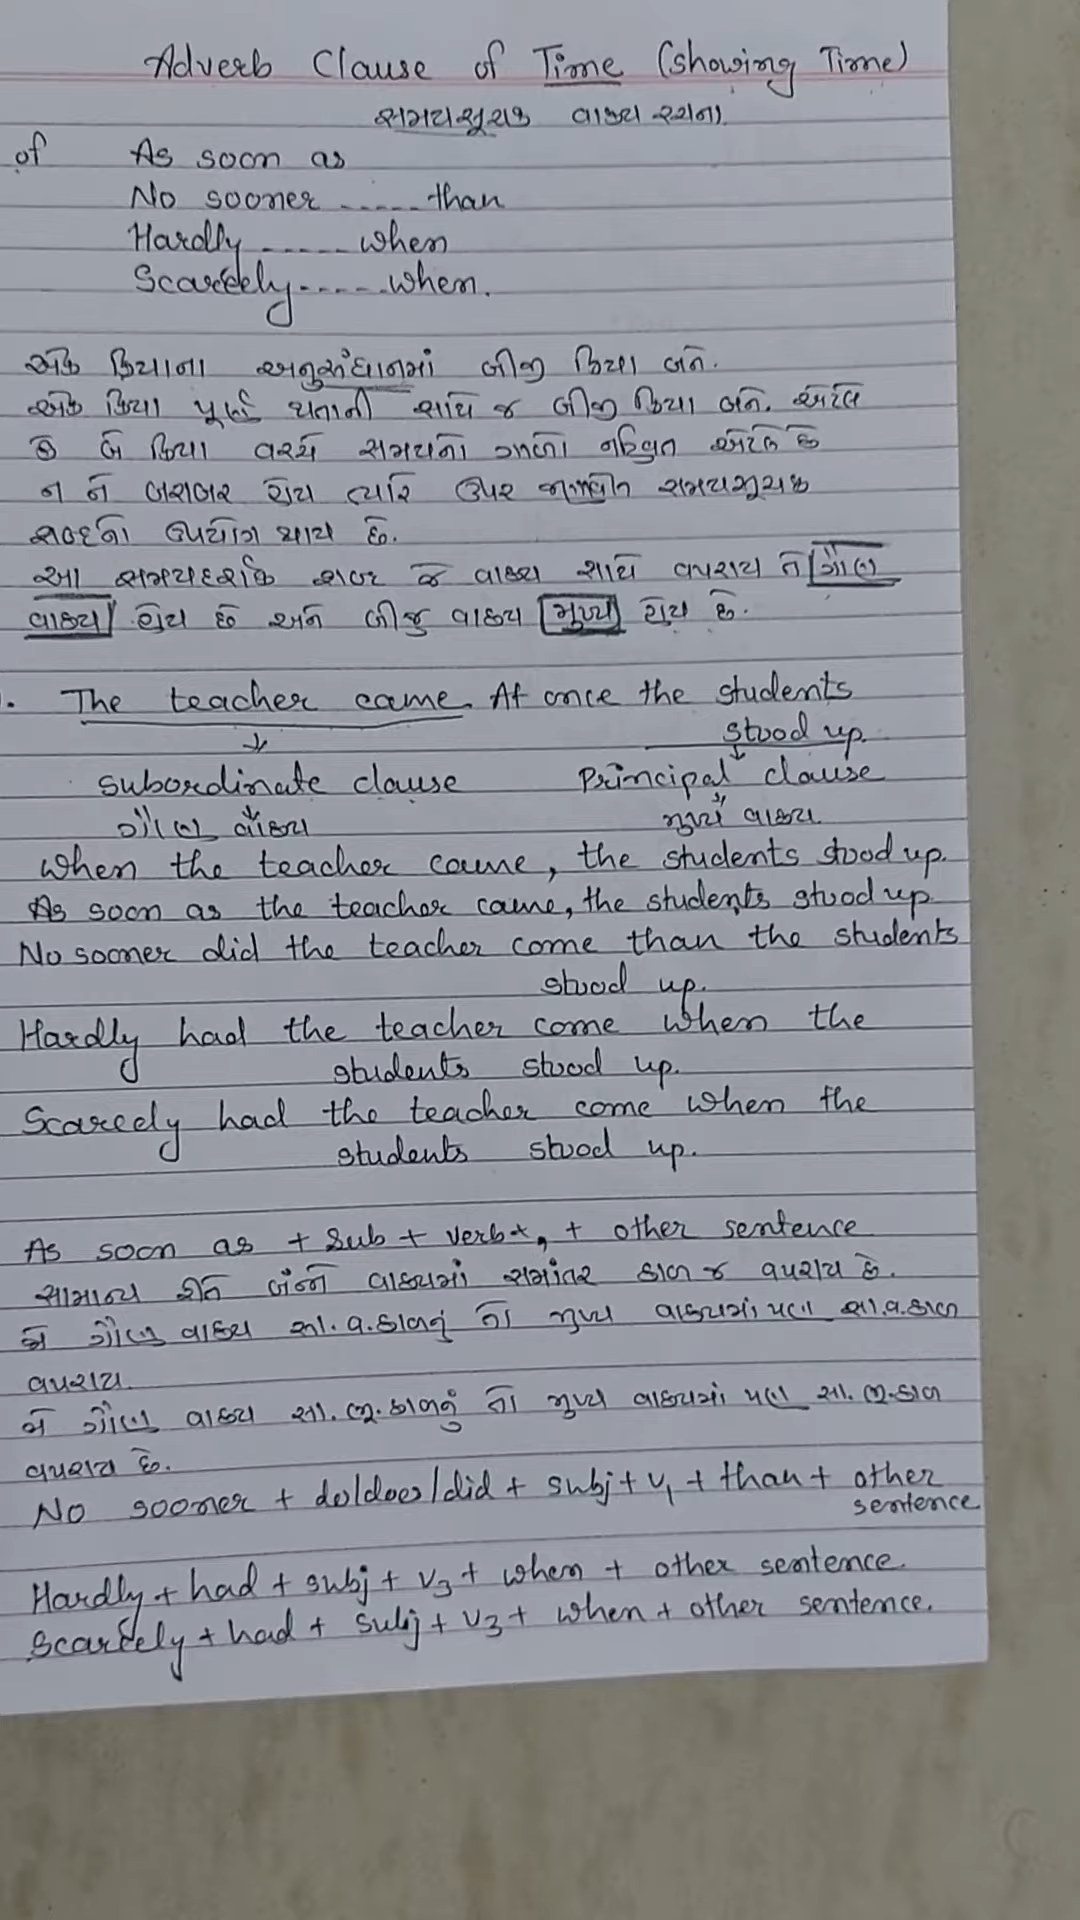 Adverb Clause of Time (showing Time)
સમયસૂચક વાક્ય રચના.
of As soon as
No sooner ..... than
Hardly ..... when
Scarcely ..... when.
એક ક્રિયાના અનુસંધાનમાં બીજી ક્રિયા બને.
એક ક્રિયા પૂર્ણ થતાની સાથે જ બીજી ક્રિયા બને. એટલે
કે બે ક્રિયા વચ્ચે સમયનો ગાળો નહિવત એટલે કે
ન ને બરાબર હોય ત્યારે ઉપર જણાવેલ સમયસૂચક
શબ્દનો ઉપયોગ થાય છે.
આ સમયદર્શક શબ્દ જે વાક્ય સાથે વપરાય તે ગૌણ
વાક્ય હોય છે અને બીજુ વાક્ય મુખ્ય હોય છે.
. The teacher came. At once the students
stood up.
subordinate clause Principal clause
ગૌણ વાક્ય મુખ્ય વાક્ય
When the teacher came, the students stood up.
As soon as the teacher came, the students stood up.
No sooner did the teacher come than the students
stood up.
Hardly had the teacher come when the
students stood up.
Scarcely had the teacher come when the
students stood up.
As soon as + Sub + verb+, + other sentence
સામાન્ય રીતે બંન્ને વાક્યમાં સમાંતર કાળ જ વપરાય છે.
જો ગૌણ વાક્ય સા.વ.કાળનું તો મુખ્ય વાક્યમાં પણ સા.વ.કાળ
વપરાય.
જો ગૌણ વાક્ય સા.ભૂ.કાળનું તો મુખ્ય વાક્યમાં પણ સા.ભૂ.કાળ
વપરાય છે.
No sooner + do/does/did + subj + V1 + than + other
sentence
Hardly + had + subj + V3 + when + other sentence.
Scarcely + had + subj + V3 + when + other sentence.